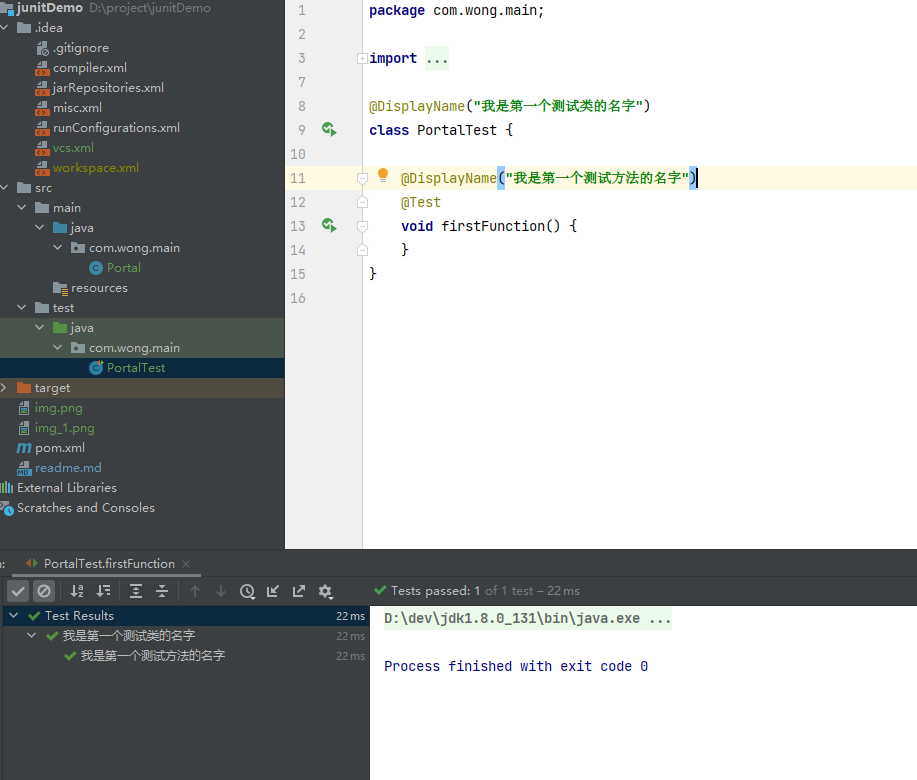 junitDemo D:\project\junitDemo
.idea
.gitignore
compiler.xml
jarRepositories.xml
misc.xml
runConfigurations.xml
vcs.xml
workspace.xml
src
main
java
com.wong.main
Portal
resources
test
java
com.wong.main
PortalTest
target
img.png
img_1.png
pom.xml
readme.md
External Libraries
Scratches and Consoles
1 package com.wong.main;
2
3 import ...
7
8 @DisplayName("我是第一个测试类的名字")
9 class PortalTest {
10
11 @DisplayName("我是第一个测试方法的名字")
12 @Test
13 void firstFunction() {
14 }
15 }
16
PortalTest.firstFunction
Tests passed: 1 of 1 test – 22 ms
Test Results 22 ms
我是第一个测试类的名字 22 ms
我是第一个测试方法的名字 22 ms
D:\dev\jdk1.8.0_131\bin\java.exe ...
Process finished with exit code 0